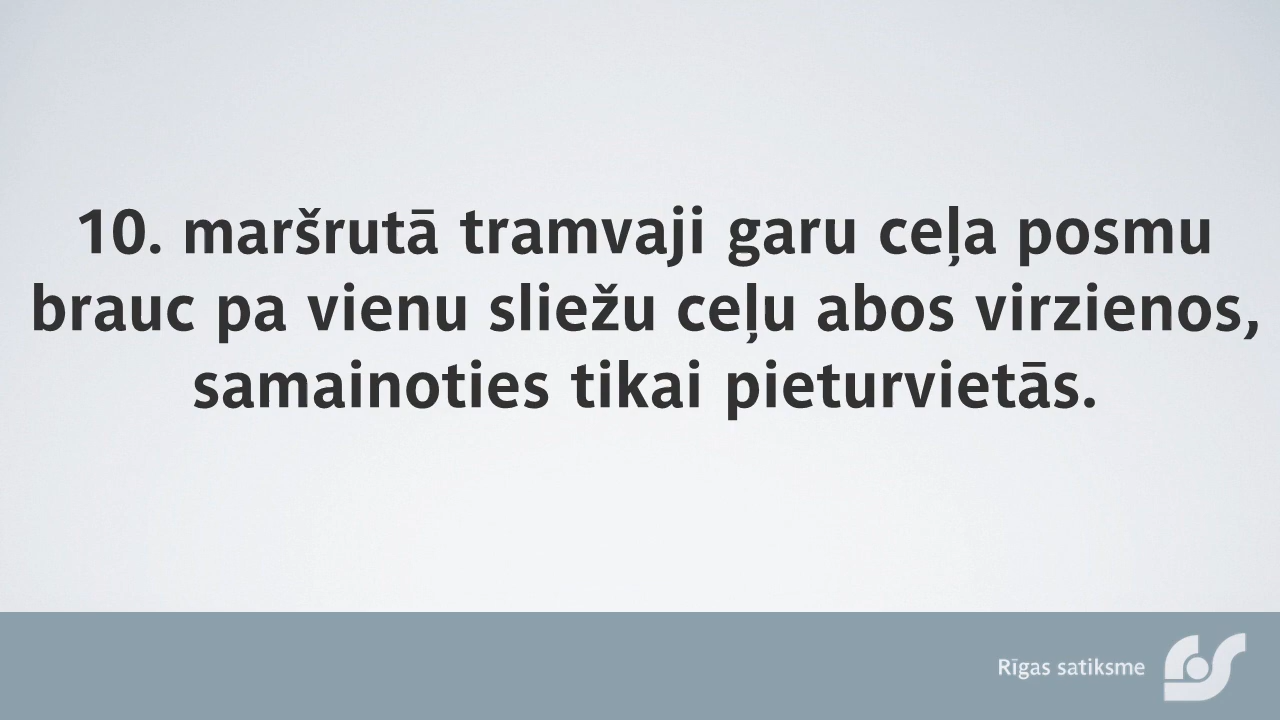 10. maršrutā tramvaji garu ceļa posmu
brauc pa vienu sliežu ceļu abos virzienos,
samainoties tikai pieturvietās.
Rīgas satiksme